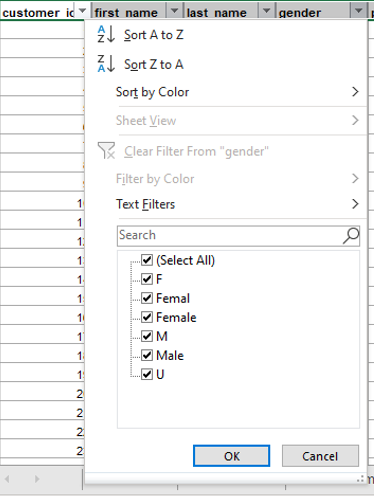 customer_id first_name last_name gender
Sort A to Z
Sort Z to A
Sort by Color
Sheet View
Clear Filter From "gender"
Filter by Color
Text Filters
Search
(Select All)
F
Femal
Female
M
Male
U
OK Cancel